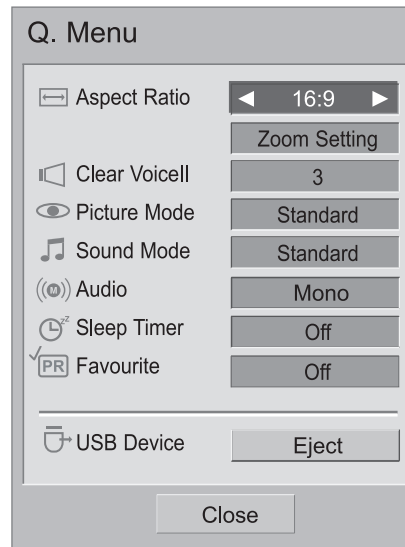 Q. Menu
Aspect Ratio 16:9
Zoom Setting
Clear VoiceII 3
Picture Mode Standard
Sound Mode Standard
Audio Mono
Sleep Timer Off
Favourite Off
USB Device Eject
Close